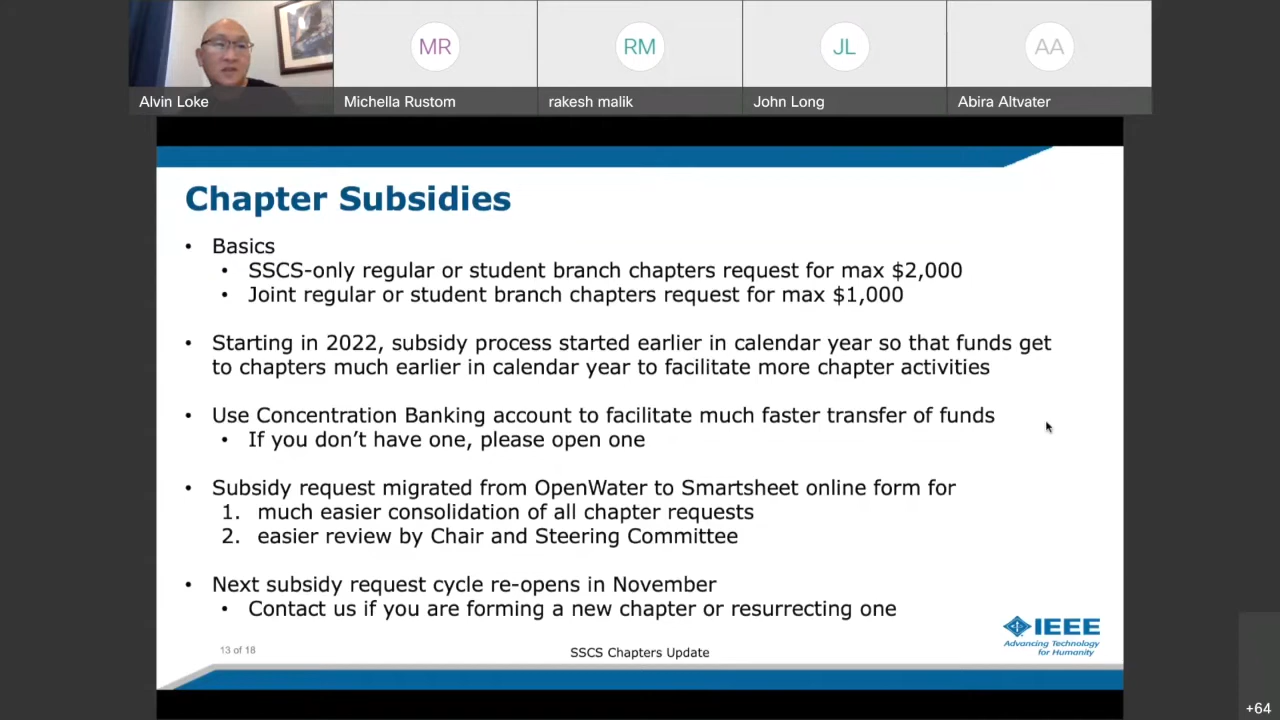 MR
RM
JL
AA
Alvin Loke
Michella Rustom
rakesh malik
John Long
Abira Altvater
Chapter Subsidies
• Basics
• SSCS-only regular or student branch chapters request for max $2,000
• Joint regular or student branch chapters request for max $1,000
• Starting in 2022, subsidy process started earlier in calendar year so that funds get
to chapters much earlier in calendar year to facilitate more chapter activities
• Use Concentration Banking account to facilitate much faster transfer of funds
• If you don’t have one, please open one
• Subsidy request migrated from OpenWater to Smartsheet online form for
1. much easier consolidation of all chapter requests
2. easier review by Chair and Steering Committee
• Next subsidy request cycle re-opens in November
• Contact us if you are forming a new chapter or resurrecting one
IEEE
Advancing Technology
for Humanity
13 of 18
SSCS Chapters Update
+64